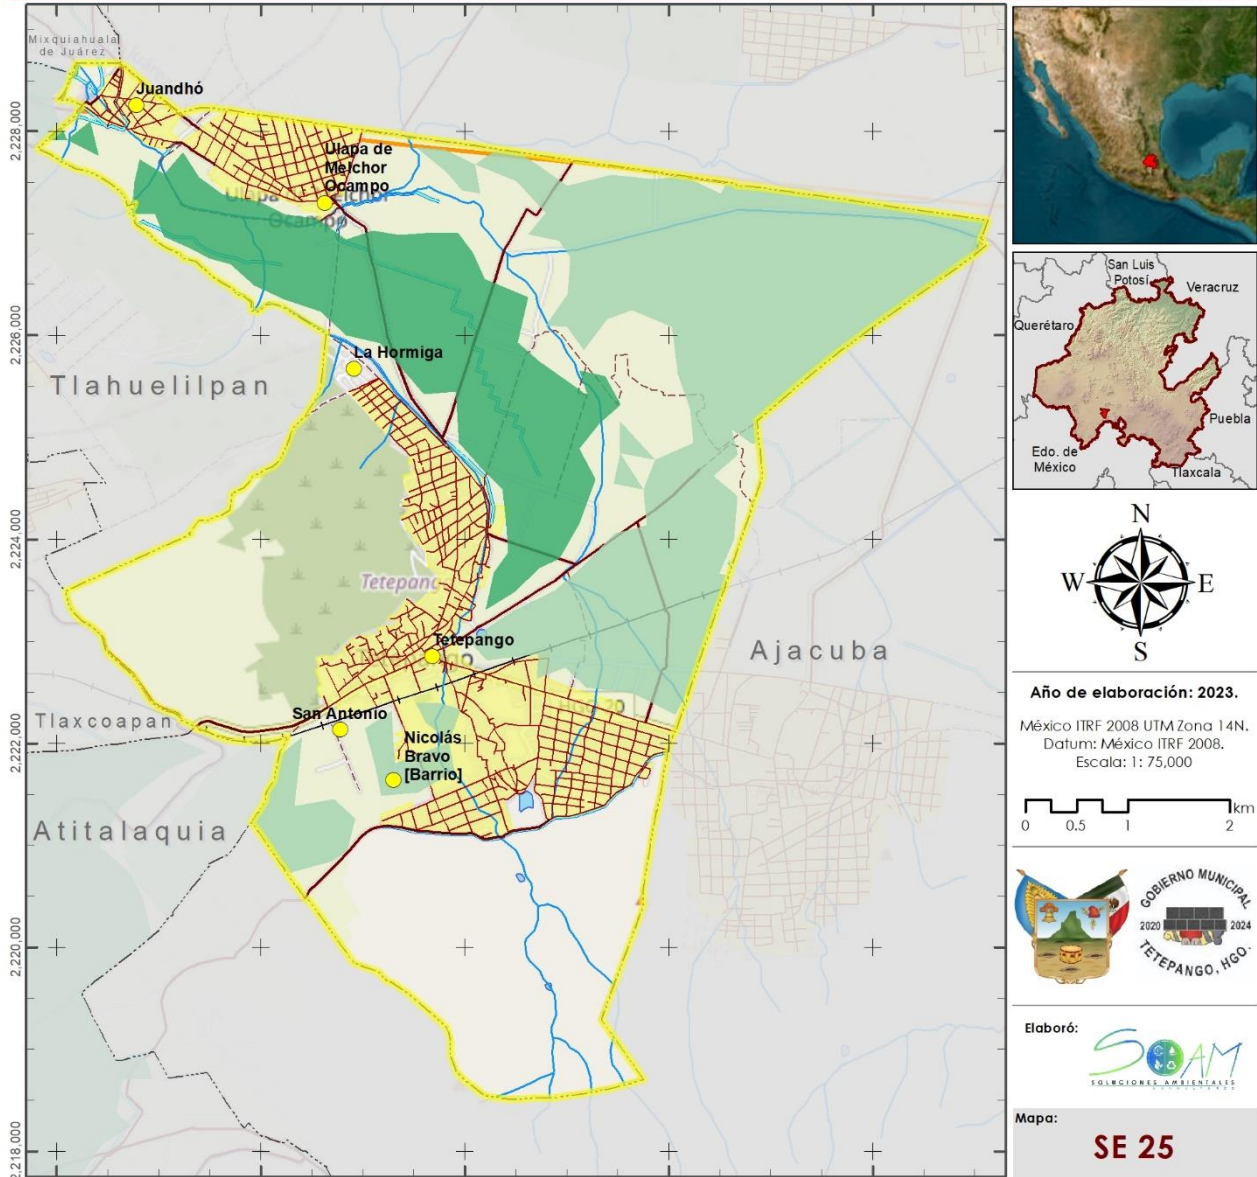 Mixquiahuala
de Juárez
Juandhó
Ulapa de
Melchor
Ocampo
Ocampo
La Hormiga
Tlahuelilpan
Tetepang
Tetepango
Ajacuba
HGO 20
Tlaxcoapan
San Antonio
Nicolás
Bravo
[Barrio]
Atitalaquia
2,228,000
2,226,000
2,224,000
2,222,000
2,220,000
2,218,000
San Luis
Potosí
Veracruz
Querétaro
Puebla
Edo. de
México
Tlaxcala
N
W E
S
Año de elaboración: 2023.
México ITRF 2008 UTM Zona 14N.
Datum: México ITRF 2008.
Escala: 1: 75,000
km
0 0.5 1 2
GOBIERNO MUNICIPAL
2020 2024
TETEPANGO, HGO.
Elaboró:
SOAM
SOLUCIONES AMBIENTALES
Mapa:
SE 25